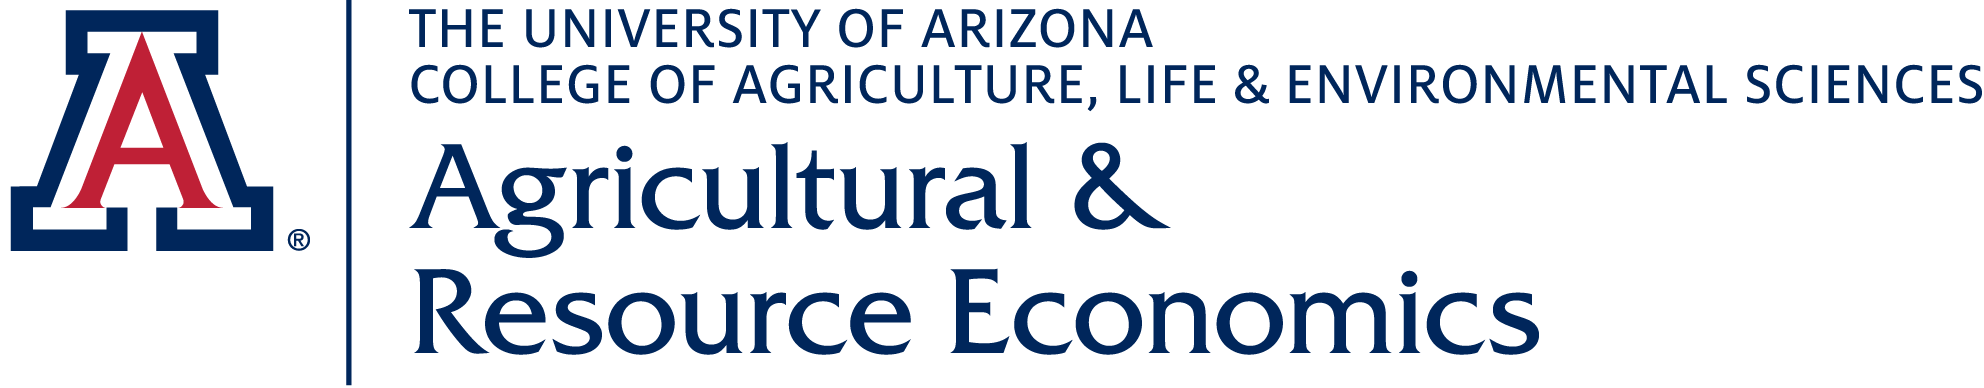 A®
THE UNIVERSITY OF ARIZONA
COLLEGE OF AGRICULTURE, LIFE & ENVIRONMENTAL SCIENCES
Agricultural &
Resource Economics